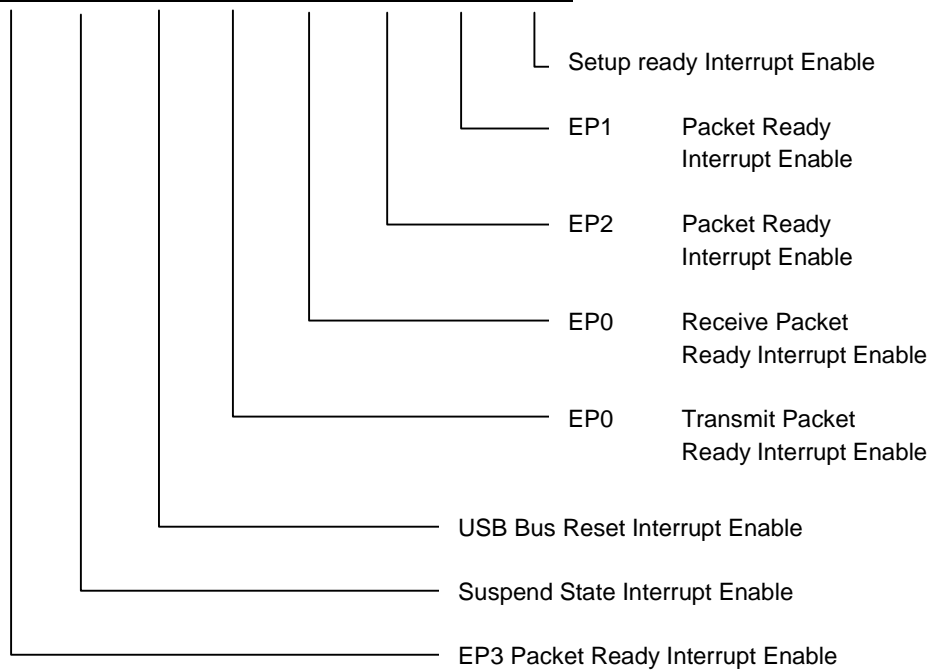 Setup ready Interrupt Enable
EP1 Packet Ready
Interrupt Enable
EP2 Packet Ready
Interrupt Enable
EP0 Receive Packet
Ready Interrupt Enable
EP0 Transmit Packet
Ready Interrupt Enable
USB Bus Reset Interrupt Enable
Suspend State Interrupt Enable
EP3 Packet Ready Interrupt Enable